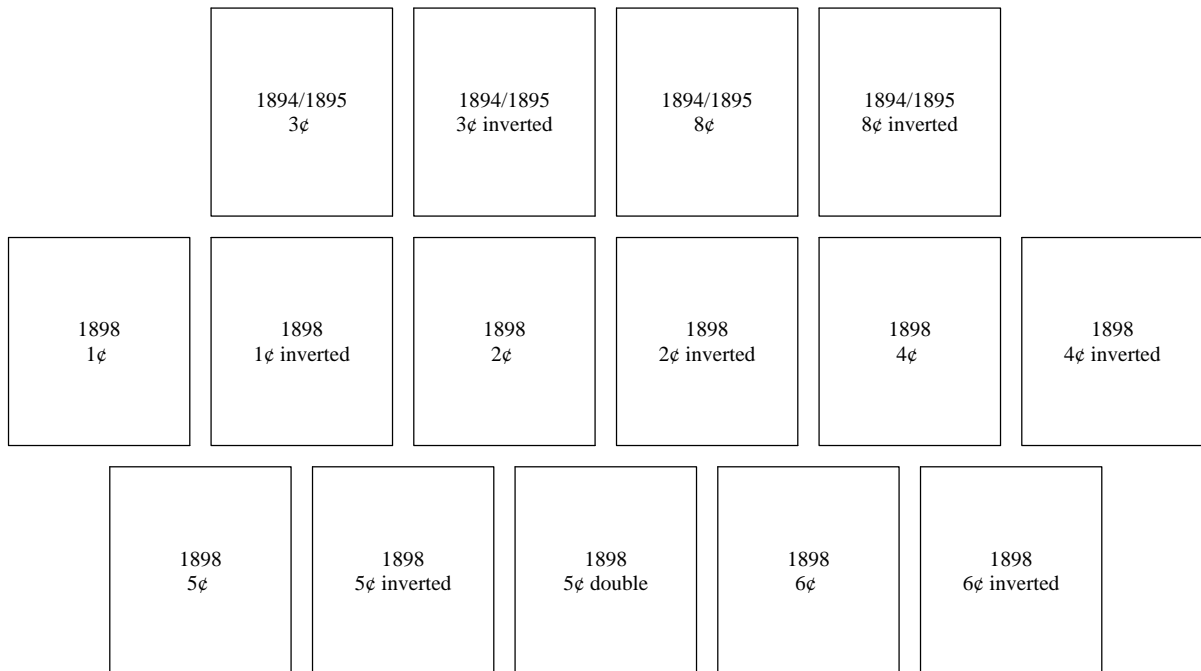 1894/1895
3¢
1894/1895
3¢ inverted
1894/1895
8¢
1894/1895
8¢ inverted
1898
1¢
1898
1¢ inverted
1898
2¢
1898
2¢ inverted
1898
4¢
1898
4¢ inverted
1898
5¢
1898
5¢ inverted
1898
5¢ double
1898
6¢
1898
6¢ inverted